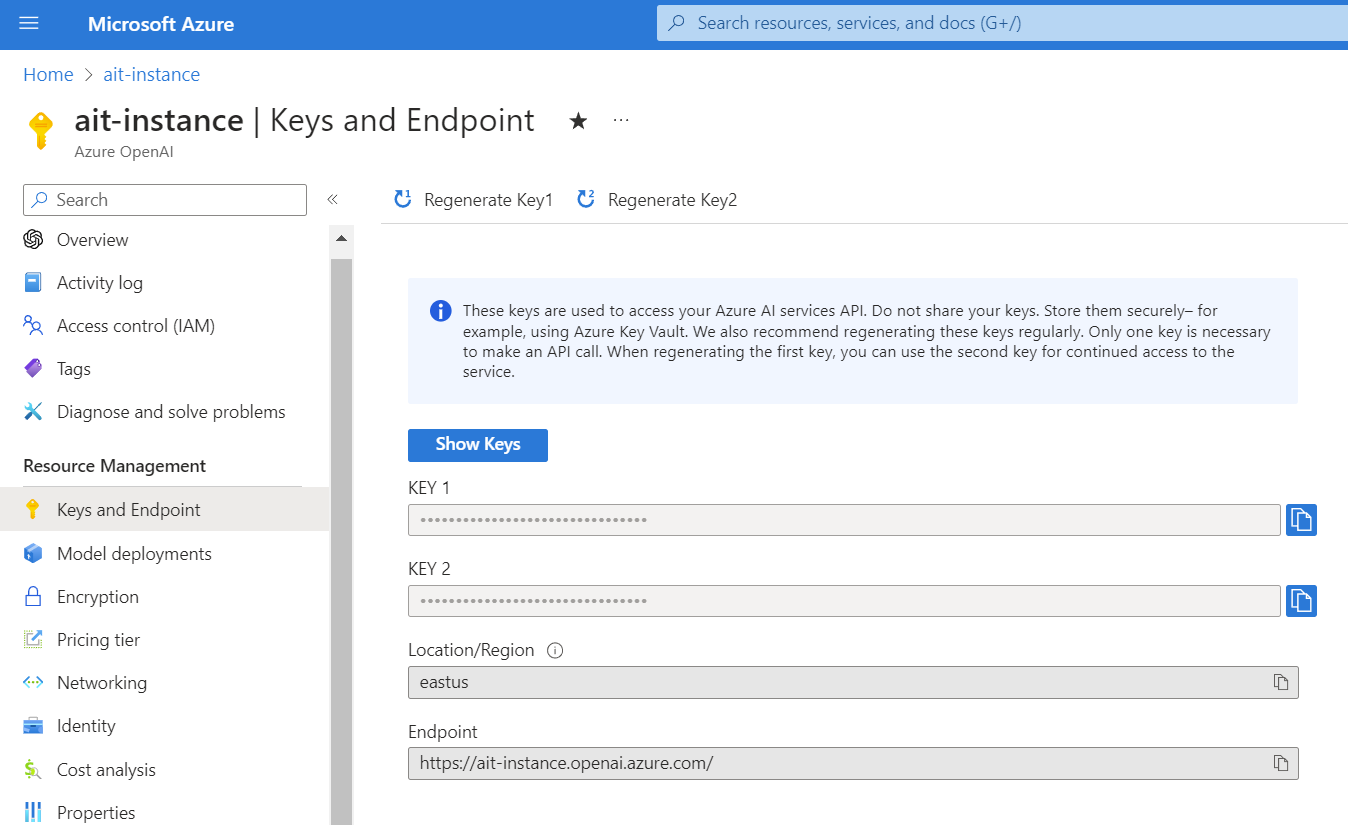 Microsoft Azure
Search resources, services, and docs (G+/)
Home > ait-instance
ait-instance | Keys and Endpoint
Azure OpenAI
Search
Overview
Activity log
Access control (IAM)
Tags
Diagnose and solve problems
Resource Management
Keys and Endpoint
Model deployments
Encryption
Pricing tier
Networking
Identity
Cost analysis
Properties
Regenerate Key1
Regenerate Key2
These keys are used to access your Azure AI services API. Do not share your keys. Store them securely– for
example, using Azure Key Vault. We also recommend regenerating these keys regularly. Only one key is necessary
to make an API call. When regenerating the first key, you can use the second key for continued access to the
service.
Show Keys
KEY 1
••••••••••••••••••••••••••••••••
KEY 2
••••••••••••••••••••••••••••••••
Location/Region
eastus
Endpoint
https://ait-instance.openai.azure.com/